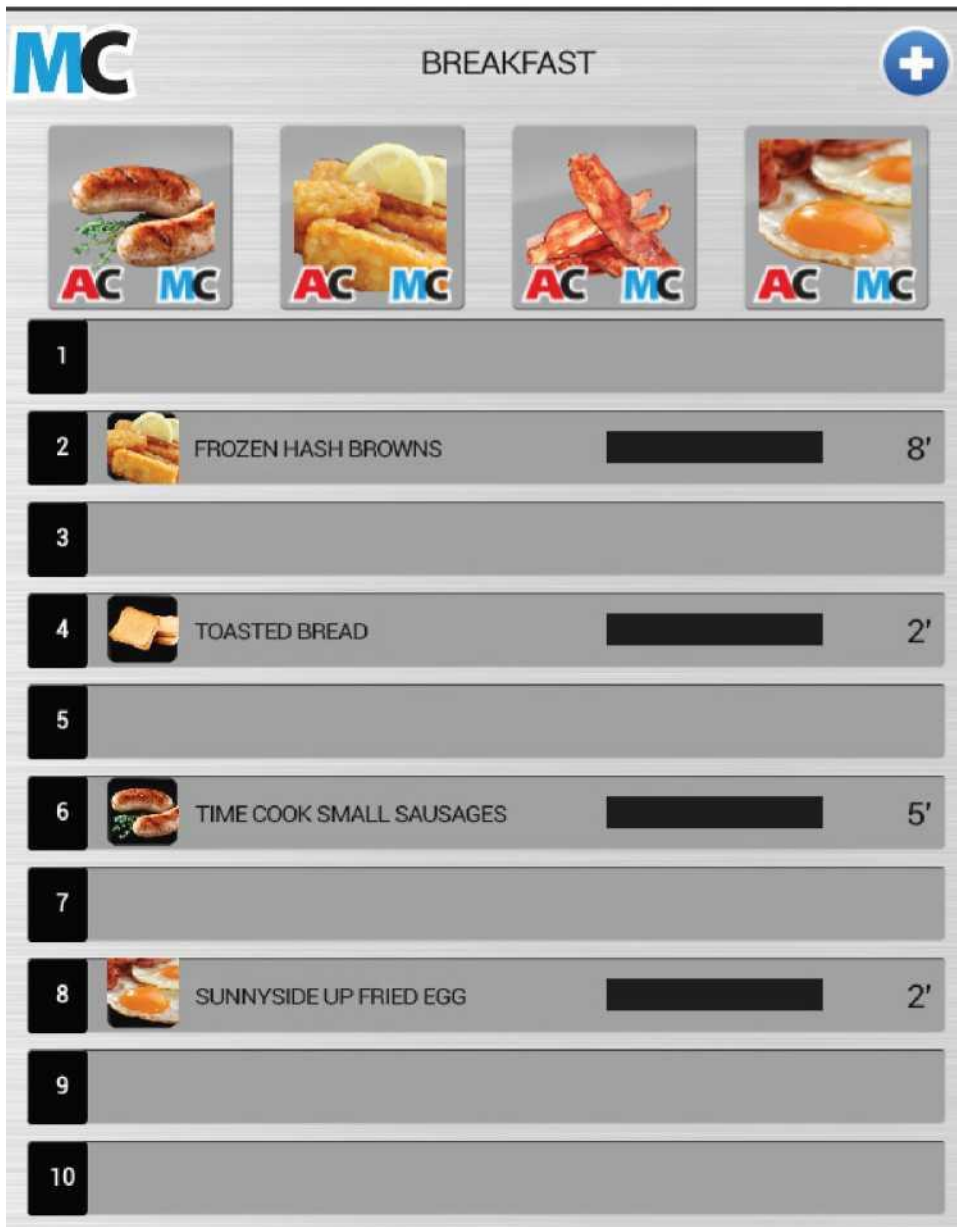 MC
BREAKFAST
AC MC
AC MC
AC MC
AC MC
1
2 FROZEN HASH BROWNS 8'
3
4 TOASTED BREAD 2'
5
6 TIME COOK SMALL SAUSAGES 5'
7
8 SUNNYSIDE UP FRIED EGG 2'
9
10